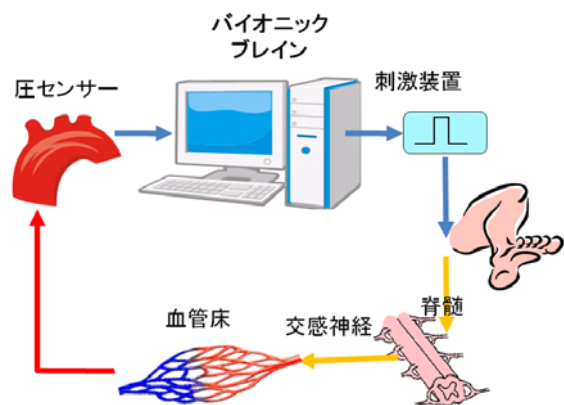 バイオニック
ブレイン
圧センサー
刺激装置
脊髄
交感神経
血管床